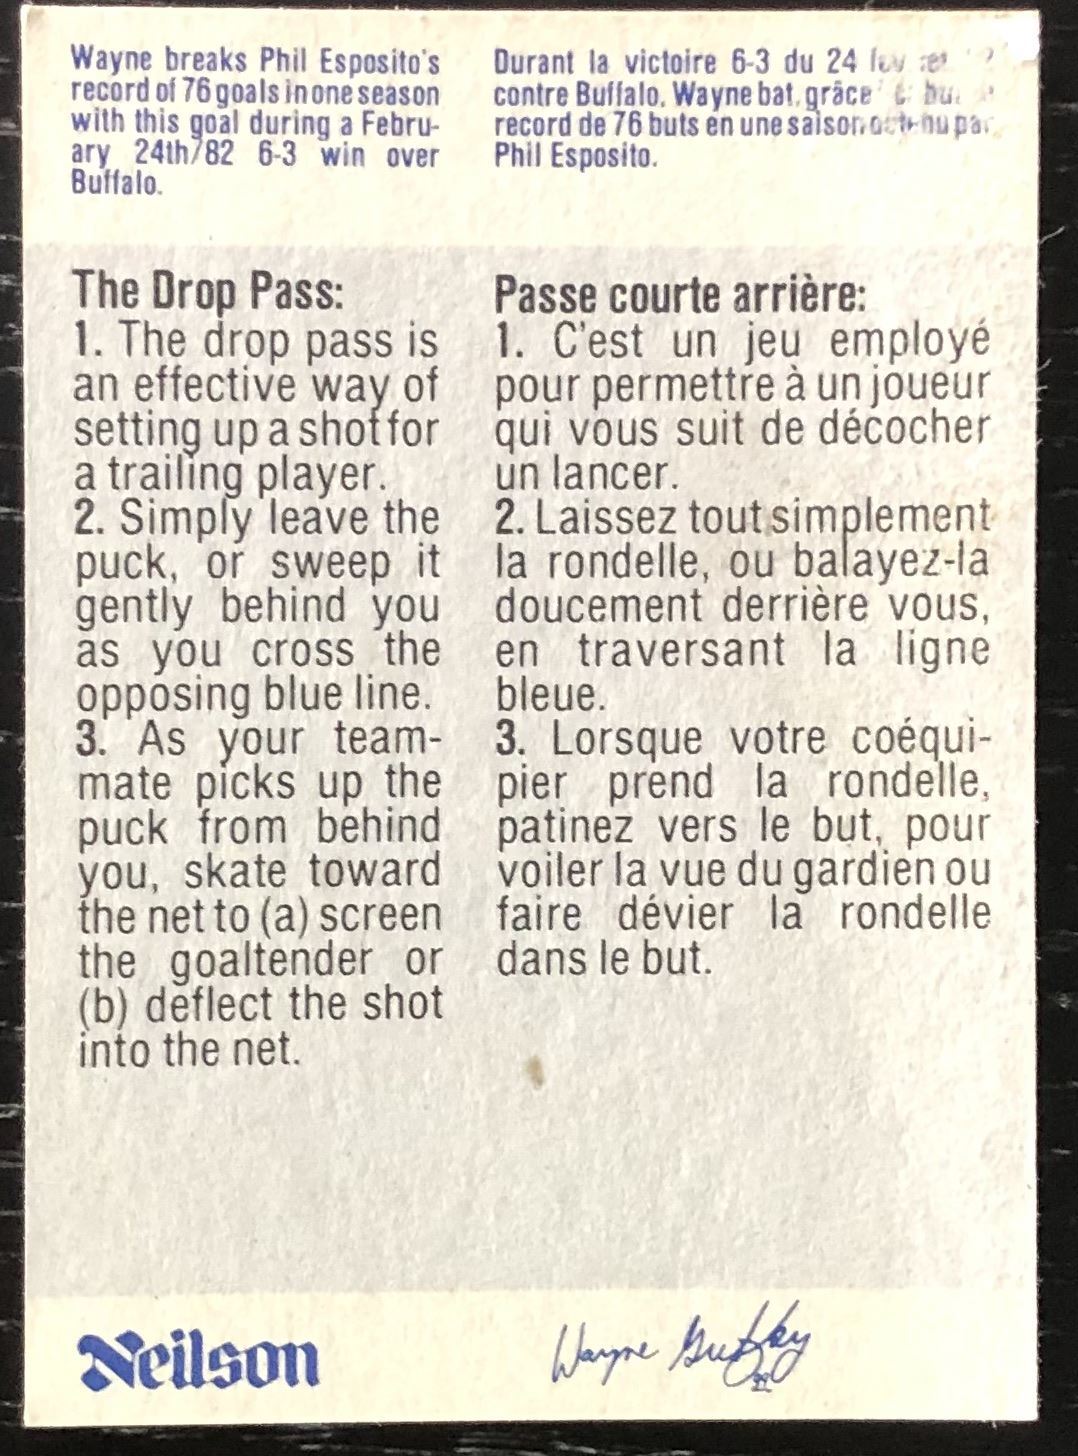 Wayne breaks Phil Esposito's
record of 76 goals in one season
with this goal during a Febru-
ary 24th/82 6-3 win over
Buffalo.
Durant la victoire 6-3 du 24
contre Buffalo, Wayne bat, grâce
record de 76 buts en une saison
Phil Esposito.
The Drop Pass:
1. The drop pass is
an effective way of
setting up a shot for
a trailing player.
2. Simply leave the
puck, or sweep it
gently behind you
as you cross the
opposing blue line.
3. As your team-
mate picks up the
puck from behind
you, skate toward
the net to (a) screen
the goaltender or
(b) deflect the shot
into the net.
Passe courte arrière:
1. C'est un jeu employé
pour permettre à un joueur
qui vous suit de décocher
un lancer.
2. Laissez tout simplement
la rondelle, ou balayez-la
doucement derrière vous,
en traversant la ligne
bleue.
3. Lorsque votre coéqui-
pier prend la rondelle,
patinez vers le but, pour
voiler la vue du gardien ou
faire dévier la rondelle
dans le but.
Neilson
Wayne Gretzky